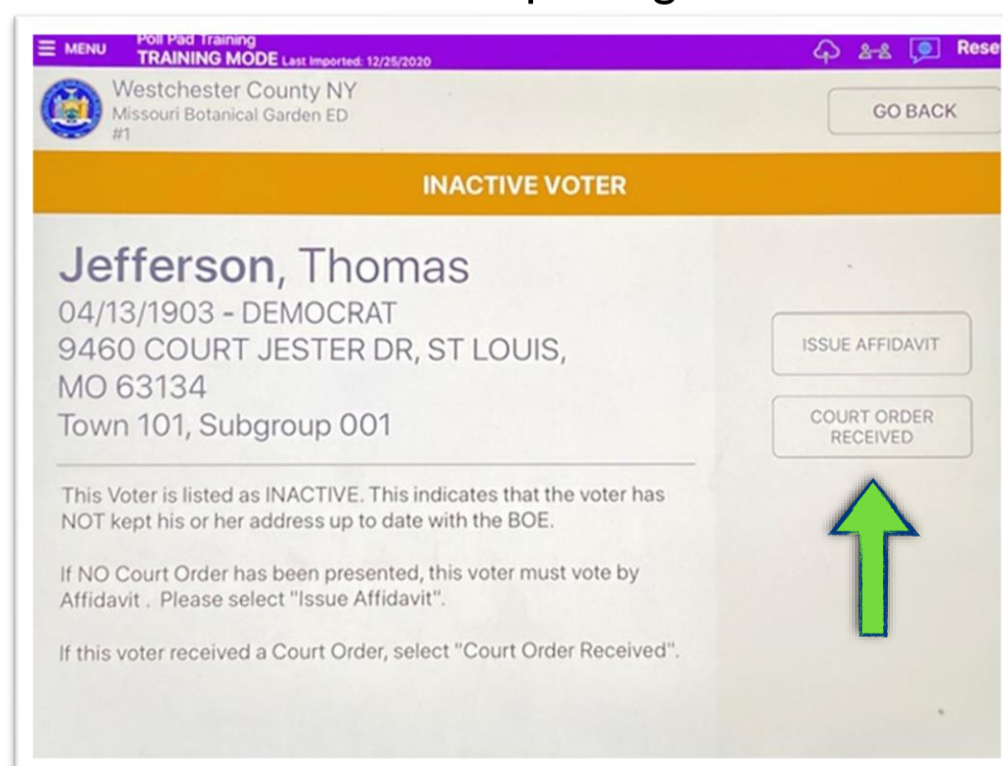 MENU
Poll Pad Training
TRAINING MODE Last Imported: 12/25/2020
Westchester County NY
Missouri Botanical Garden ED
#1
GO BACK
INACTIVE VOTER
Jefferson, Thomas
04/13/1903 - DEMOCRAT
9460 COURT JESTER DR, ST LOUIS,
MO 63134
Town 101, Subgroup 001
ISSUE AFFIDAVIT
COURT ORDER
RECEIVED
This Voter is listed as INACTIVE. This indicates that the voter has
NOT kept his or her address up to date with the BOE.
If NO Court Order has been presented, this voter must vote by
Affidavit . Please select "Issue Affidavit".
If this voter received a Court Order, select "Court Order Received".